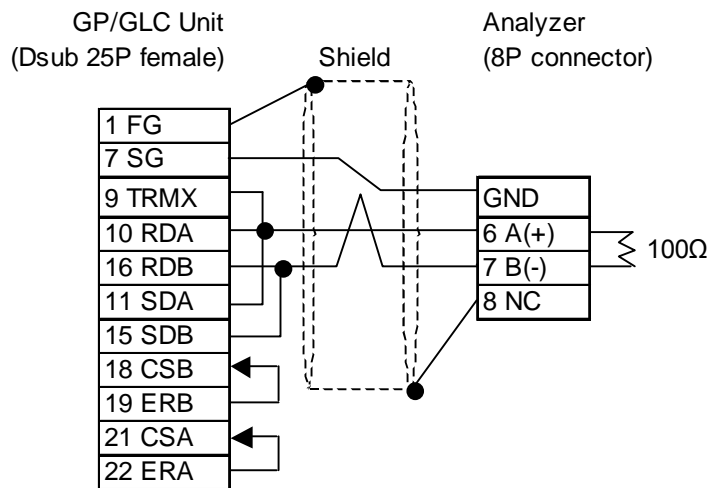 GP/GLC Unit
(Dsub 25P female)
Shield
Analyzer
(8P connector)
1 FG
7 SG
9 TRMX
10 RDA
16 RDB
11 SDA
15 SDB
18 CSB
19 ERB
21 CSA
22 ERA
GND
6 A(+)
7 B(-)
8 NC
100Ω